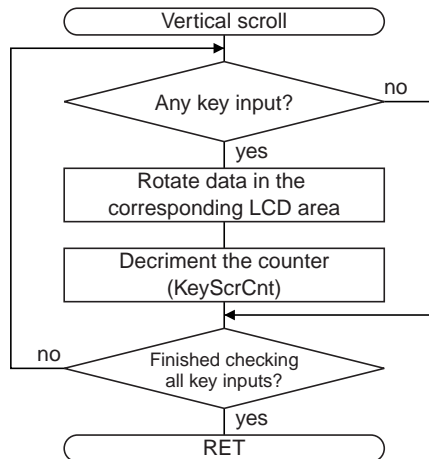 Vertical scroll
Any key input?
no
yes
Rotate data in the
corresponding LCD area
Decriment the counter
(KeyScrCnt)
no
Finished checking
all key inputs?
yes
RET